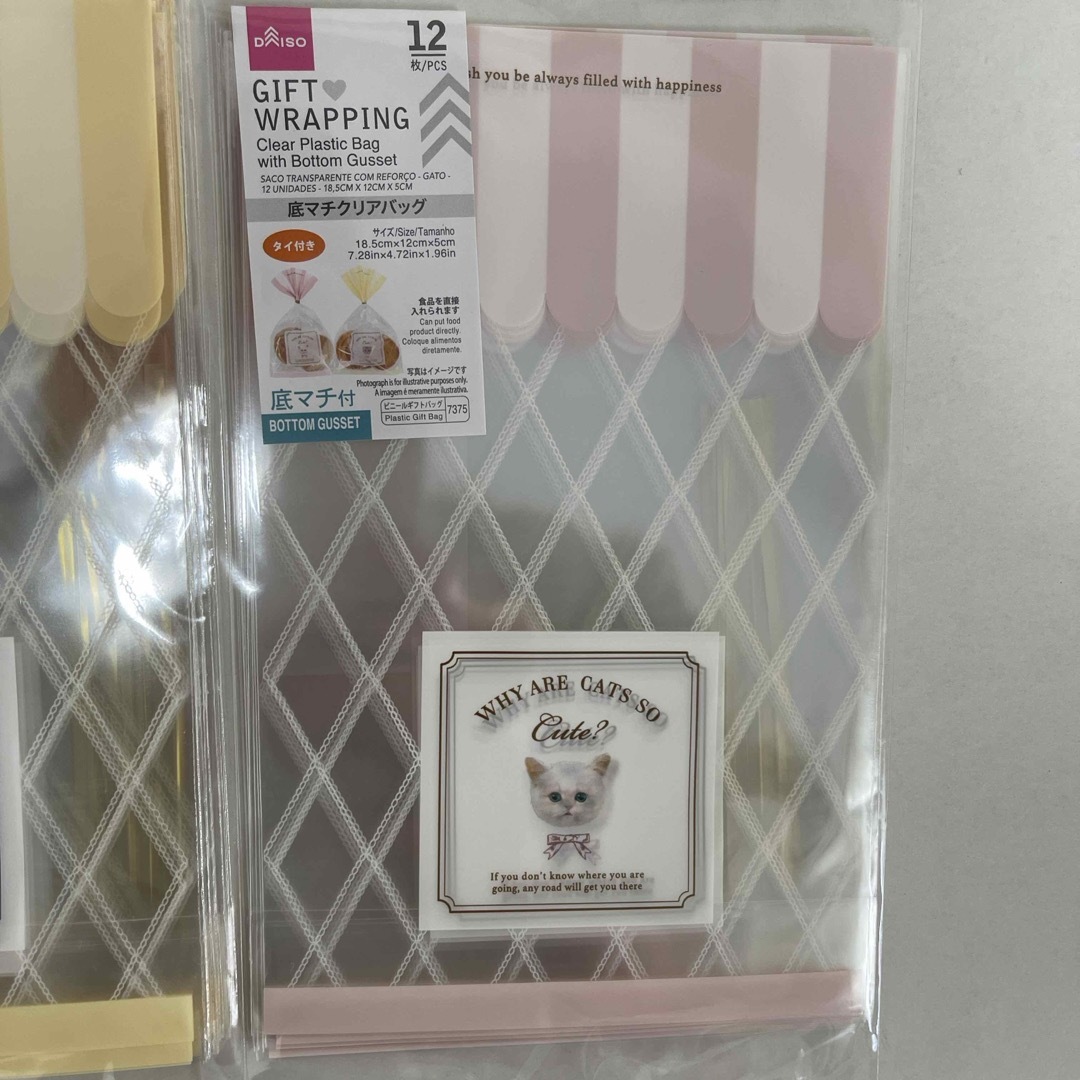 DAISO
12
枚/PCS
GIFT
WRAPPING
Clear Plastic Bag
with Bottom Gusset
SACO TRANSPARENTE COM REFORÇO - GATO -
12 UNIDADES - 18,5CM X 12CM X 5CM
底マチクリアバッグ
タイ付き
サイズ/Size/Tamanho
18.5cm×12cm×5cm
7.28in×4.72in×1.96in
食品を直接
入れられます
Can put food
product directly.
Coloque alimentos
diretamente.
写真はイメージです
Photograph is for illustrative purposes only.
A imagem é meramente ilustrativa.
底マチ付
BOTTOM GUSSET
ビニールギフトバッグ
Plastic Gift Bag
7375
sh you be always filled with happiness
WHY ARE CATS SO
Cute?
If you don't know where you are
going, any road will get you there